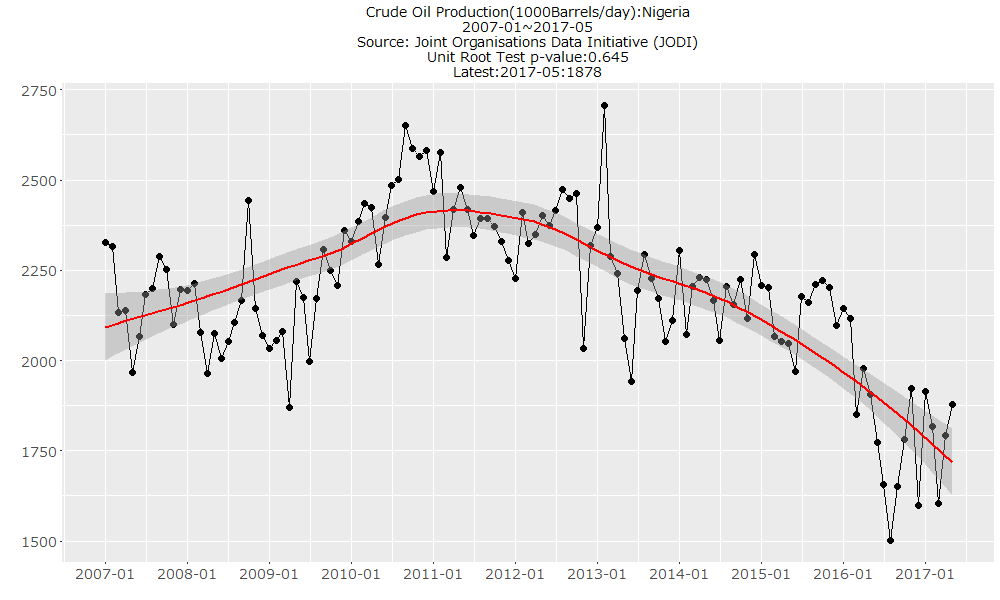 Crude Oil Production(1000Barrels/day):Nigeria
2007-01~2017-05
Source: Joint Organisations Data Initiative (JODI)
Unit Root Test p-value:0.645
Latest:2017-05:1878
2750
2500
2250
2000
1750
1500
2007-01 2008-01 2009-01 2010-01 2011-01 2012-01 2013-01 2014-01 2015-01 2016-01 2017-01